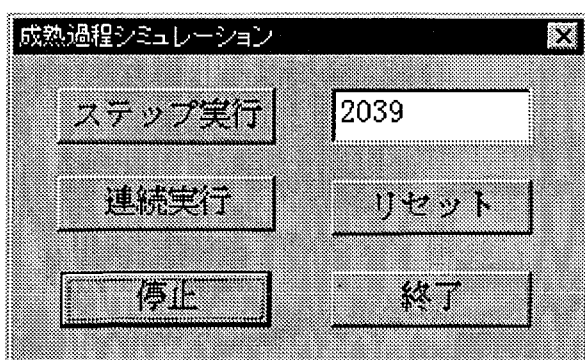 成熟過程シミュレーション
ステップ実行
2039
連続実行
リセット
停止
終了